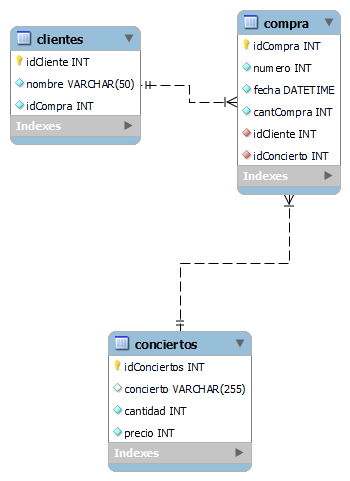 clientes
idCliente INT
nombre VARCHAR(50)
idCompra INT
Indexes
compra
idCompra INT
numero INT
fecha DATETIME
cantCompra INT
idCliente INT
idConcierto INT
Indexes
conciertos
idConciertos INT
concierto VARCHAR(255)
cantidad INT
precio INT
Indexes